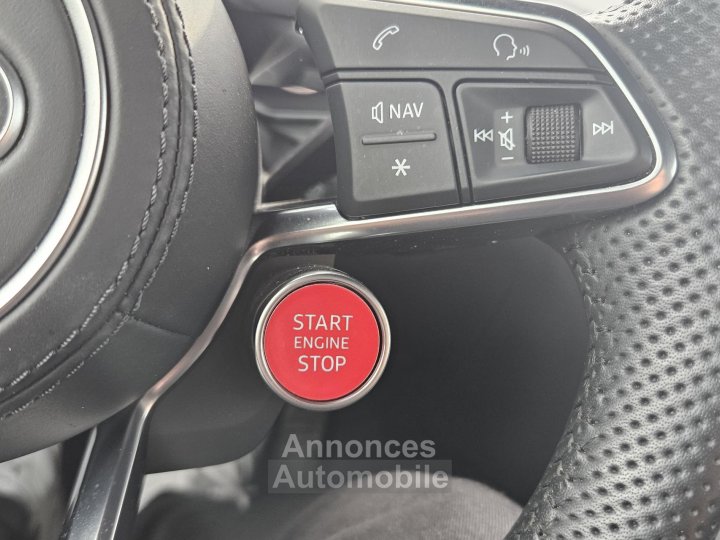 NAV
+
*
-
START
ENGINE
STOP
Annonces
Automobile